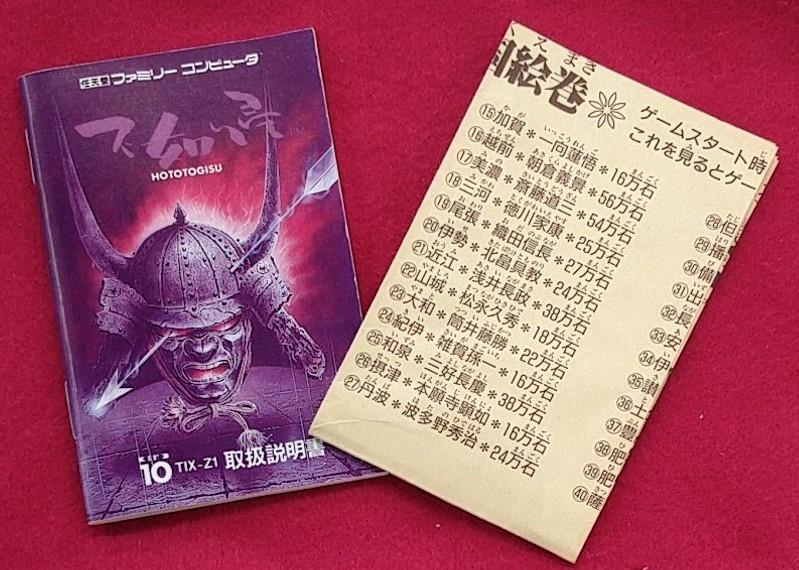 任天堂 ファミリー コンピュータ
不如帰 TM
HOTOTOGISU
10 TIX-Z1 取扱説明書
くえまき
国絵巻
ゲームスタート時
これを見るとゲー
⑮加賀＊一向蓮悟＊16万石
⑯越前＊朝倉義景＊56万石
⑰美濃＊斎藤道三＊54万石
⑱三河＊徳川家康＊25万石
⑲尾張＊織田信長＊27万石
⑳伊勢＊北畠具教＊24万石
㉑近江＊浅井長政＊38万石
㉒山城＊松永久秀＊18万石
㉓大和＊筒井藤勝＊22万石
㉔紀伊＊雑賀孫一＊16万石
㉕和泉＊三好長慶＊38万石
㉖摂津＊本願寺顕如＊16万石
㉗丹波＊波多野秀治＊24万石
㉘但
㉙播
㉚備
㉛出
㉜長
㉝安
㉞伊
㉟讃
㊱土
㊲豊
㊳肥
㊴肥
㊵薩